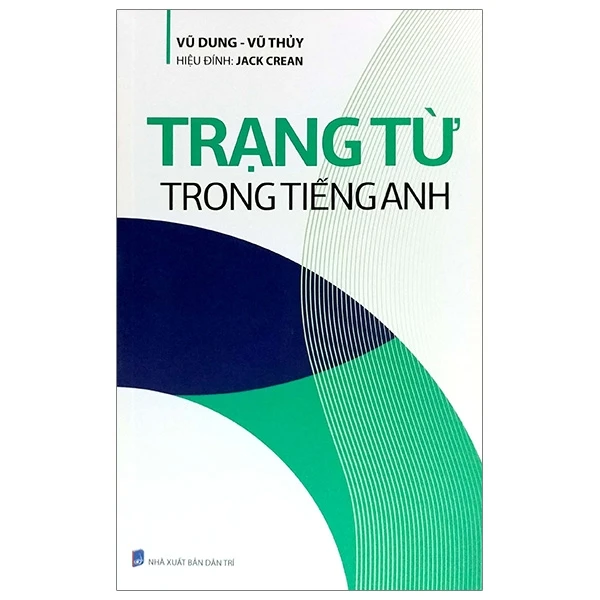 VŨ DUNG - VŨ THỦY
HIỆU ĐÍNH: JACK CREAN
TRẠNG TỪ
TRONG TIẾNG ANH
NHÀ XUẤT BẢN DÂN TRÍ